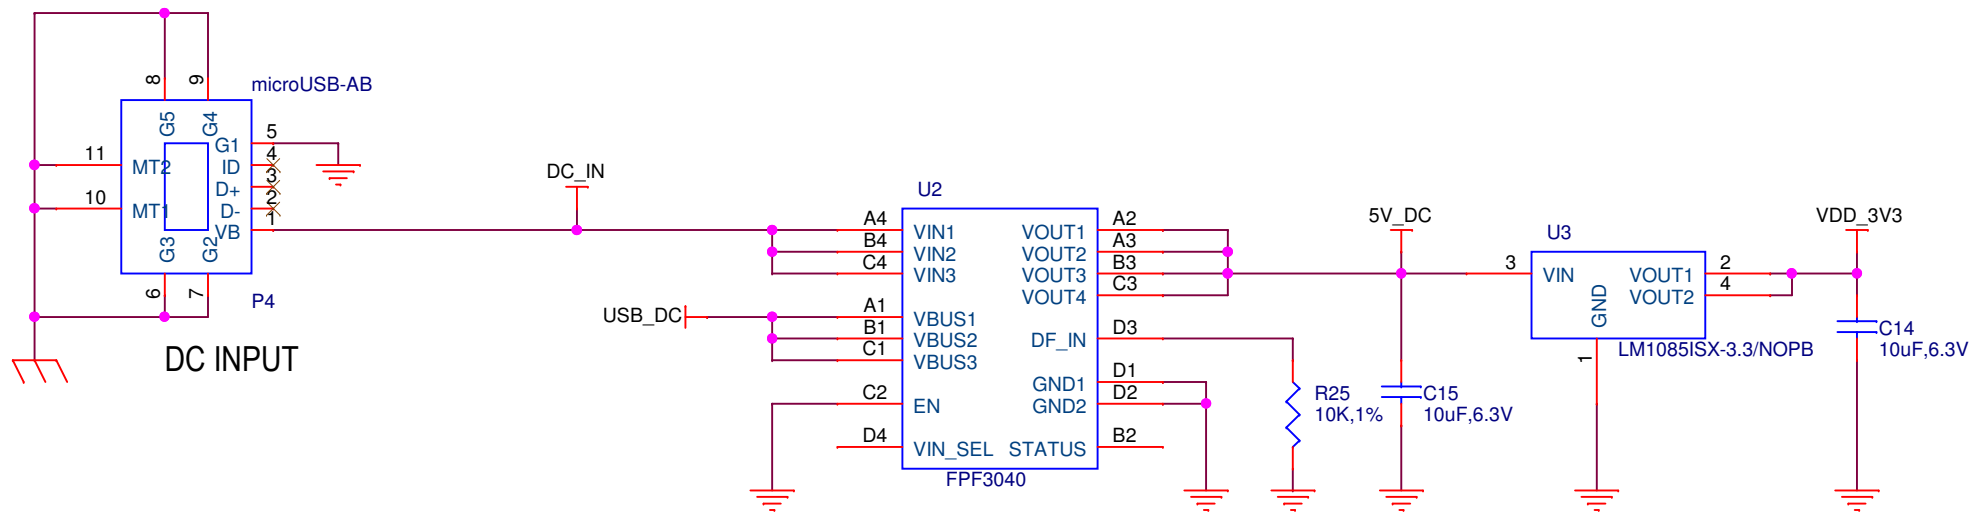 microUSB-AB
8
9
G5
G4
11
MT2
10
MT1
G1
5
ID
4
D+
3
D-
2
VB
1
G3
G2
6
7
P4
DC INPUT
DC_IN
USB_DC
U2
A4
VIN1
B4
VIN2
C4
VIN3
A1
VBUS1
B1
VBUS2
C1
VBUS3
C2
EN
D4
VIN_SEL
VOUT1
A2
VOUT2
A3
VOUT3
B3
VOUT4
C3
DF_IN
D3
GND1
D1
GND2
D2
STATUS
B2
FPF3040
R25
10K,1%
5V_DC
C15
10uF,6.3V
U3
3
VIN
VOUT1
2
VOUT2
4
GND
1
LM1085ISX-3.3/NOPB
VDD_3V3
C14
10uF,6.3V